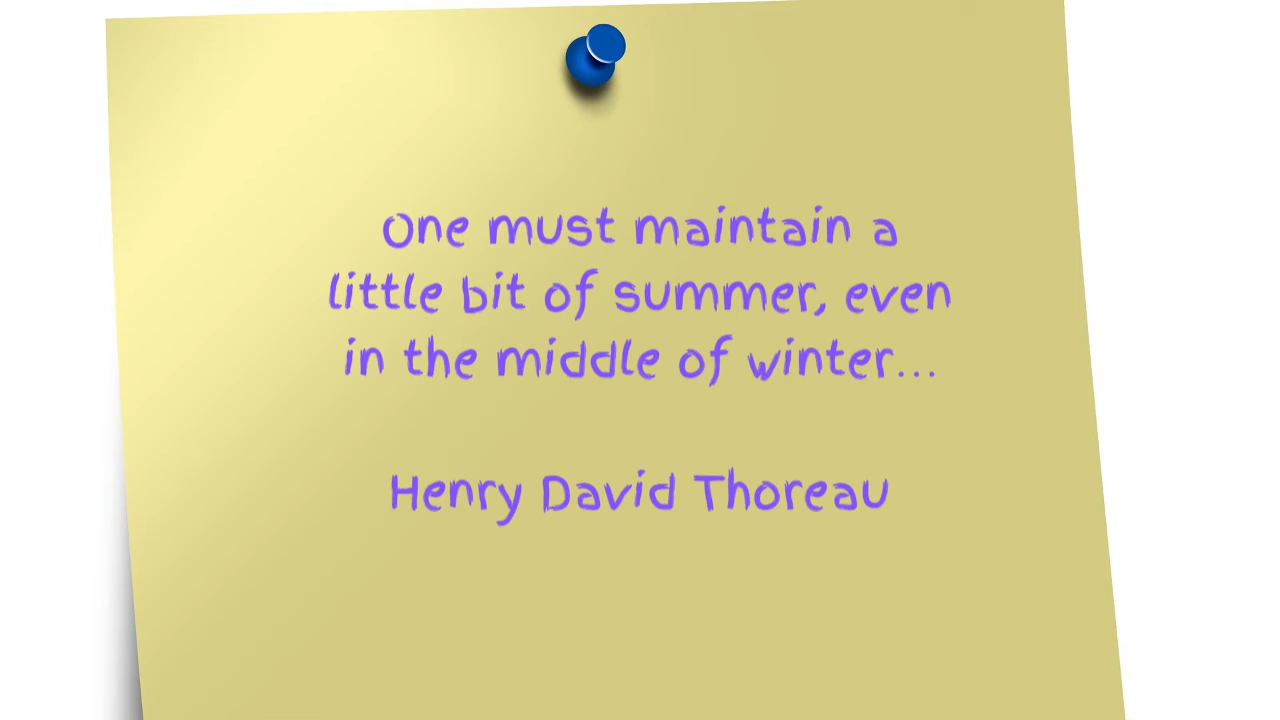 One must maintain a
little bit of summer, even
in the middle of winter...
Henry David Thoreau